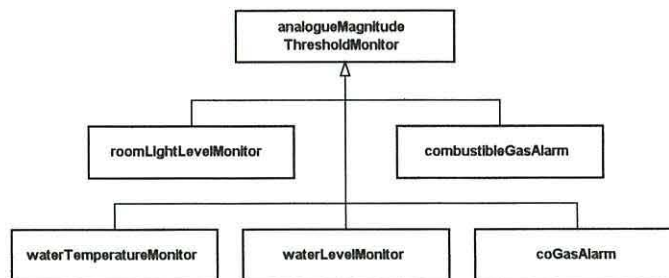 analogueMagnitude
ThresholdMonitor
roomLightLevelMonitor
combustibleGasAlarm
waterTemperatureMonitor
waterLevelMonitor
coGasAlarm